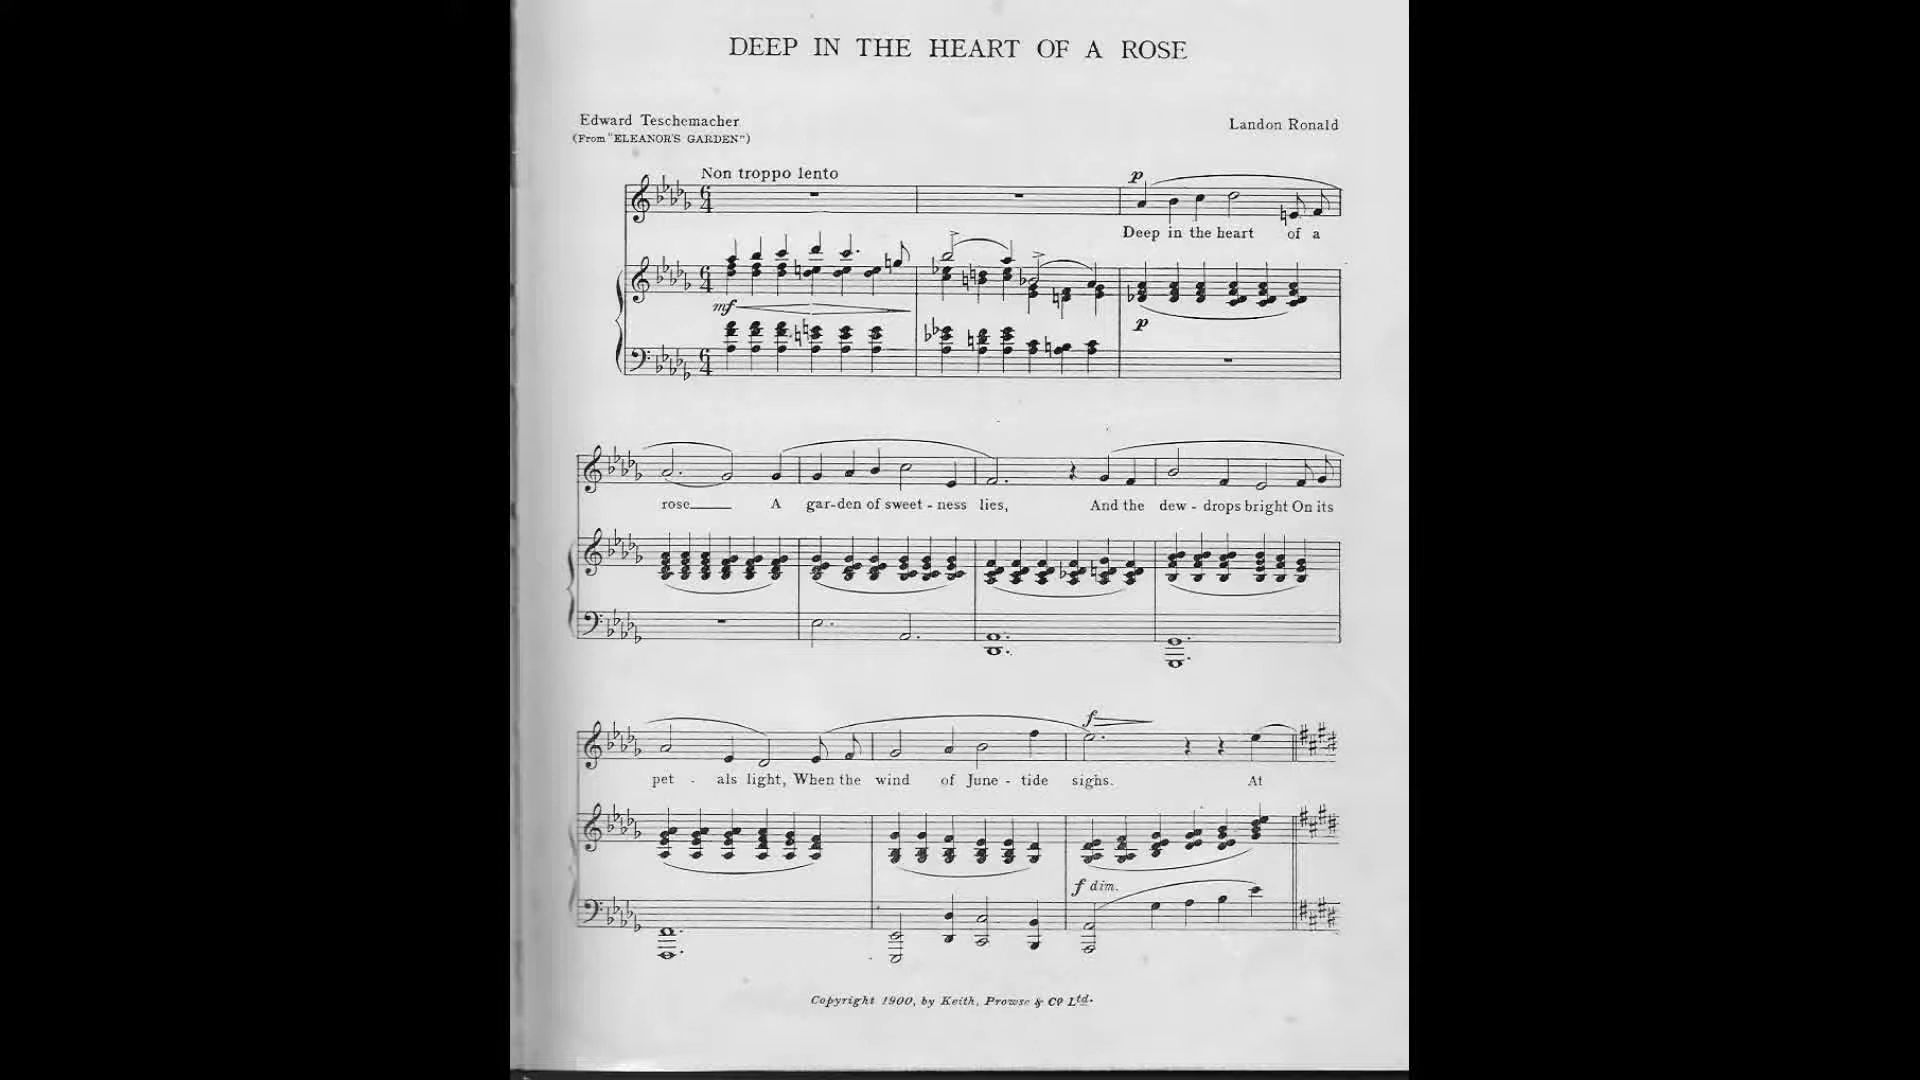 DEEP IN THE HEART OF A ROSE
Edward Teschemacher
(From "ELEANOR'S GARDEN")
Landon Ronald
Non troppo lento
p
Deep in the heart of a
mf
p
rose A gar-den of sweet - ness lies, And the dew - drops bright On its
f
pet - als light, When the wind of June - tide sighs. At
f dim.
Copyright 1900, by Keith, Prowse & Co Ltd.